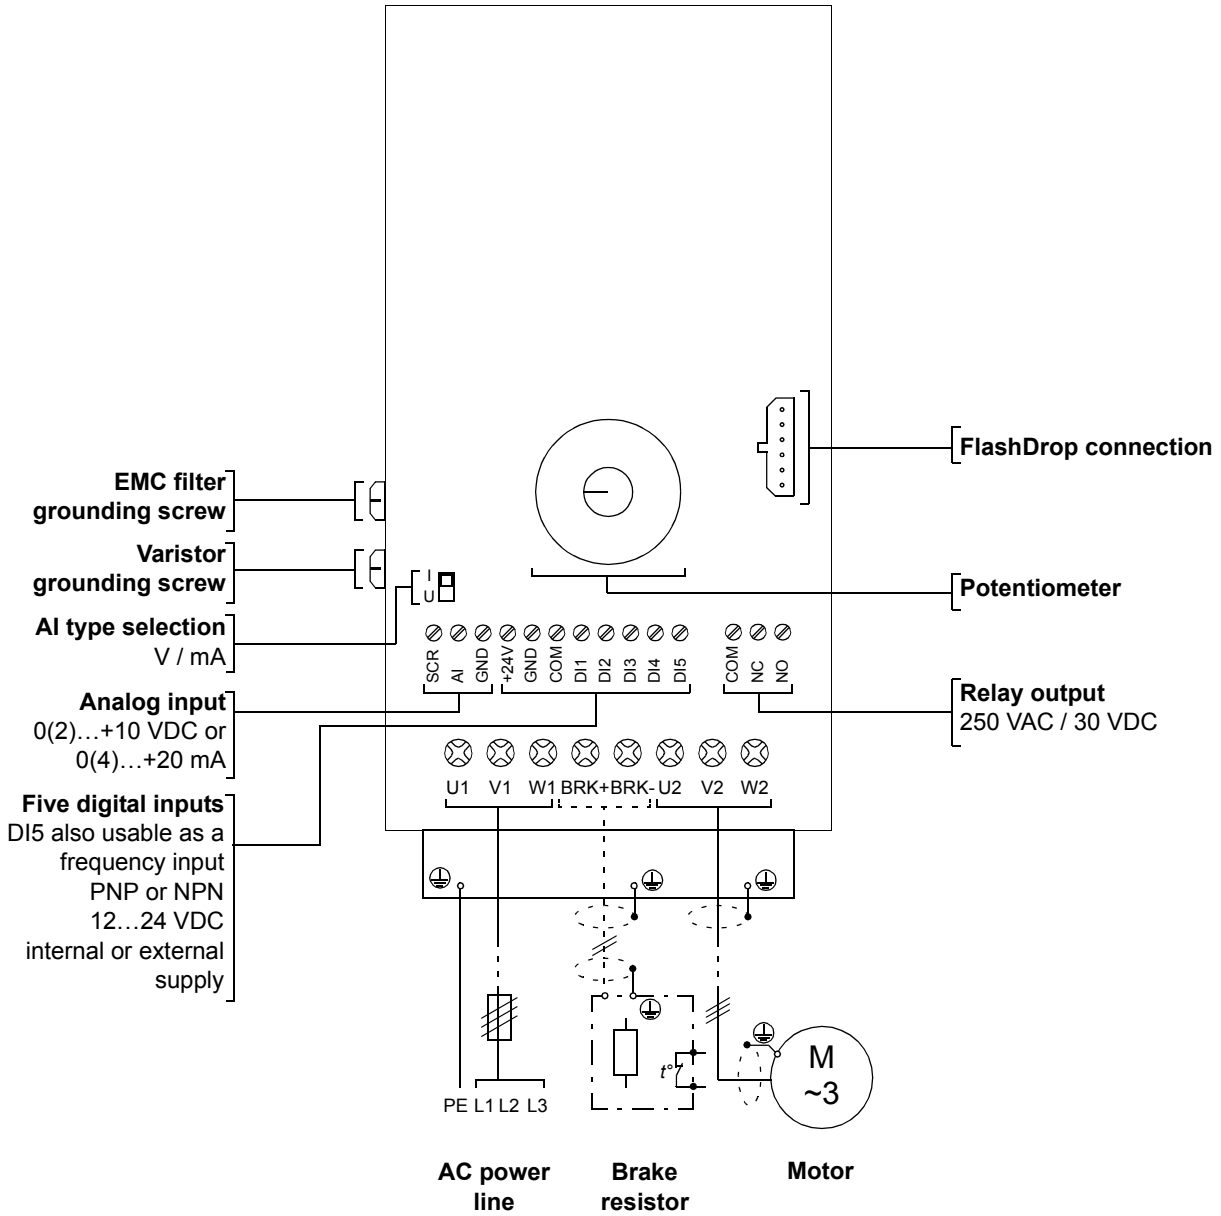 FlashDrop connection
EMC filter
grounding screw
Varistor
grounding screw
I
U
Potentiometer
AI type selection
V / mA
SCR
AI
GND
+24V
GND
COM
DI1
DI2
DI3
DI4
DI5
COM
NC
NO
Analog input
0(2)…+10 VDC or
0(4)…+20 mA
Relay output
250 VAC / 30 VDC
U1 V1 W1 BRK+ BRK- U2 V2 W2
Five digital inputs
DI5 also usable as a
frequency input
PNP or NPN
12…24 VDC
internal or external
supply
t°
M
~3
PE L1 L2 L3
AC power
line
Brake
resistor
Motor